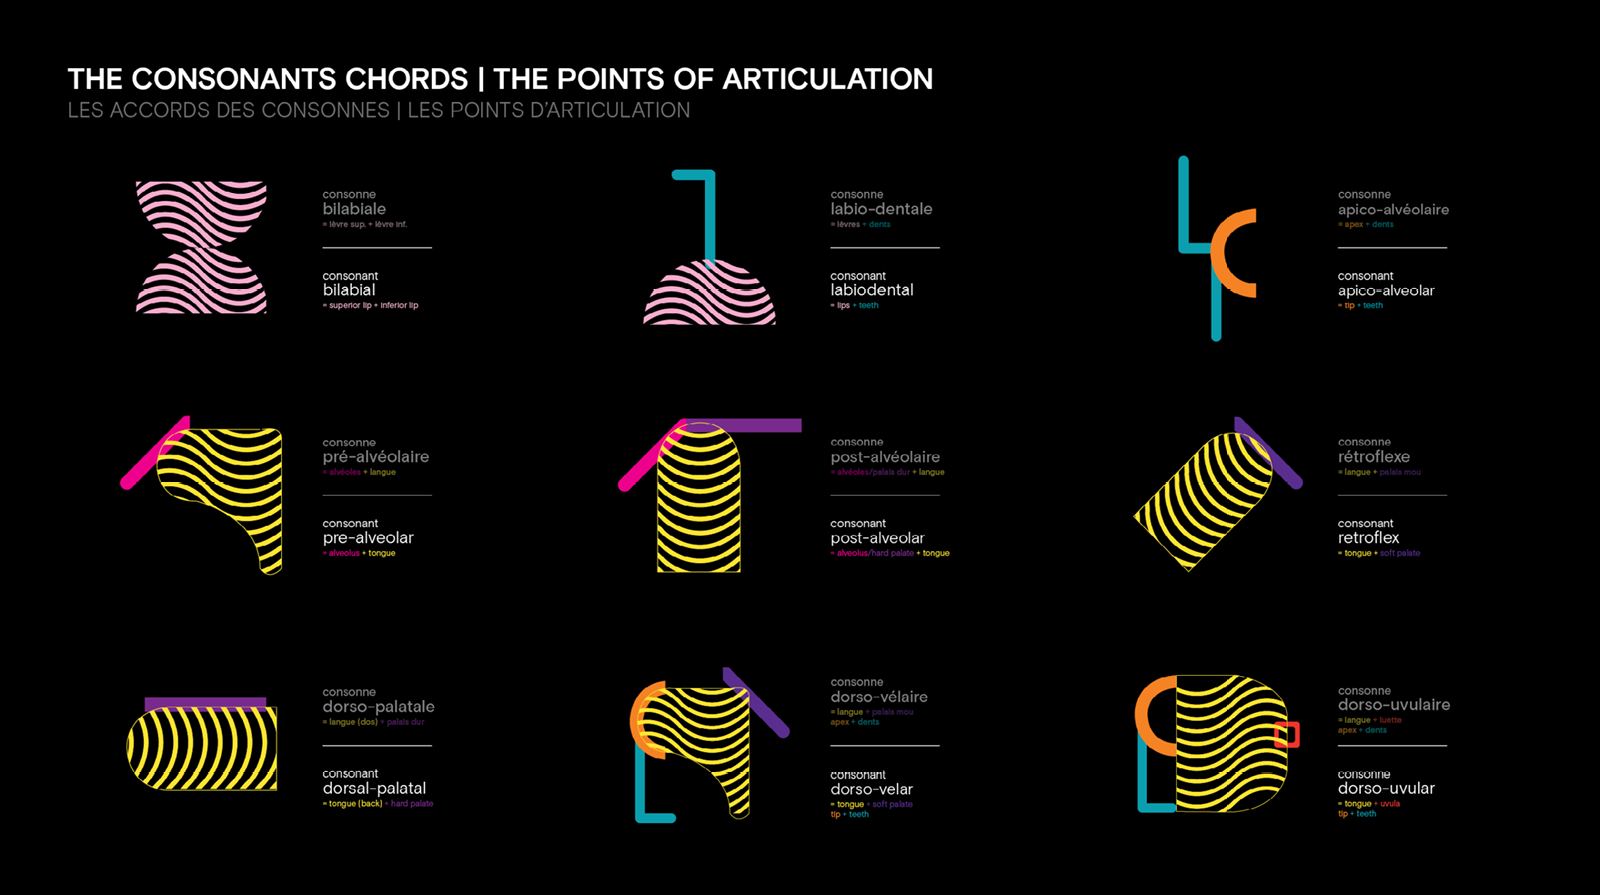 THE CONSONANTS CHORDS | THE POINTS OF ARTICULATION
LES ACCORDS DES CONSONNES | LES POINTS D'ARTICULATION
consonne
bilabiale
= lèvre sup. + lèvre inf.
consonant
bilabial
= superior lip + inferior lip
consonne
labio-dentale
= lèvres + dents
consonant
labiodental
= lips + teeth
consonne
apico-alvéolaire
= apex + dents
consonant
apico-alveolar
= tip + teeth
consonne
pré-alvéolaire
= alvéoles + langue
consonant
pre-alveolar
= alveolus + tongue
consonne
post-alvéolaire
= alvéoles/palais dur + langue
consonant
post-alveolar
= alveolus/hard palate + tongue
consonne
rétroflexe
= langue + palais mou
consonant
retroflex
= tongue + soft palate
consonne
dorso-palatale
= langue (dos) + palais dur
consonant
dorsal-palatal
= tongue (back) + hard palate
consonne
dorso-vélaire
= langue + palais mou
apex + dents
consonant
dorso-velar
= tongue + soft palate
tip + teeth
consonne
dorso-uvulaire
= langue + luette
apex + dents
consonne
dorso-uvular
= tongue + uvula
tip + teeth